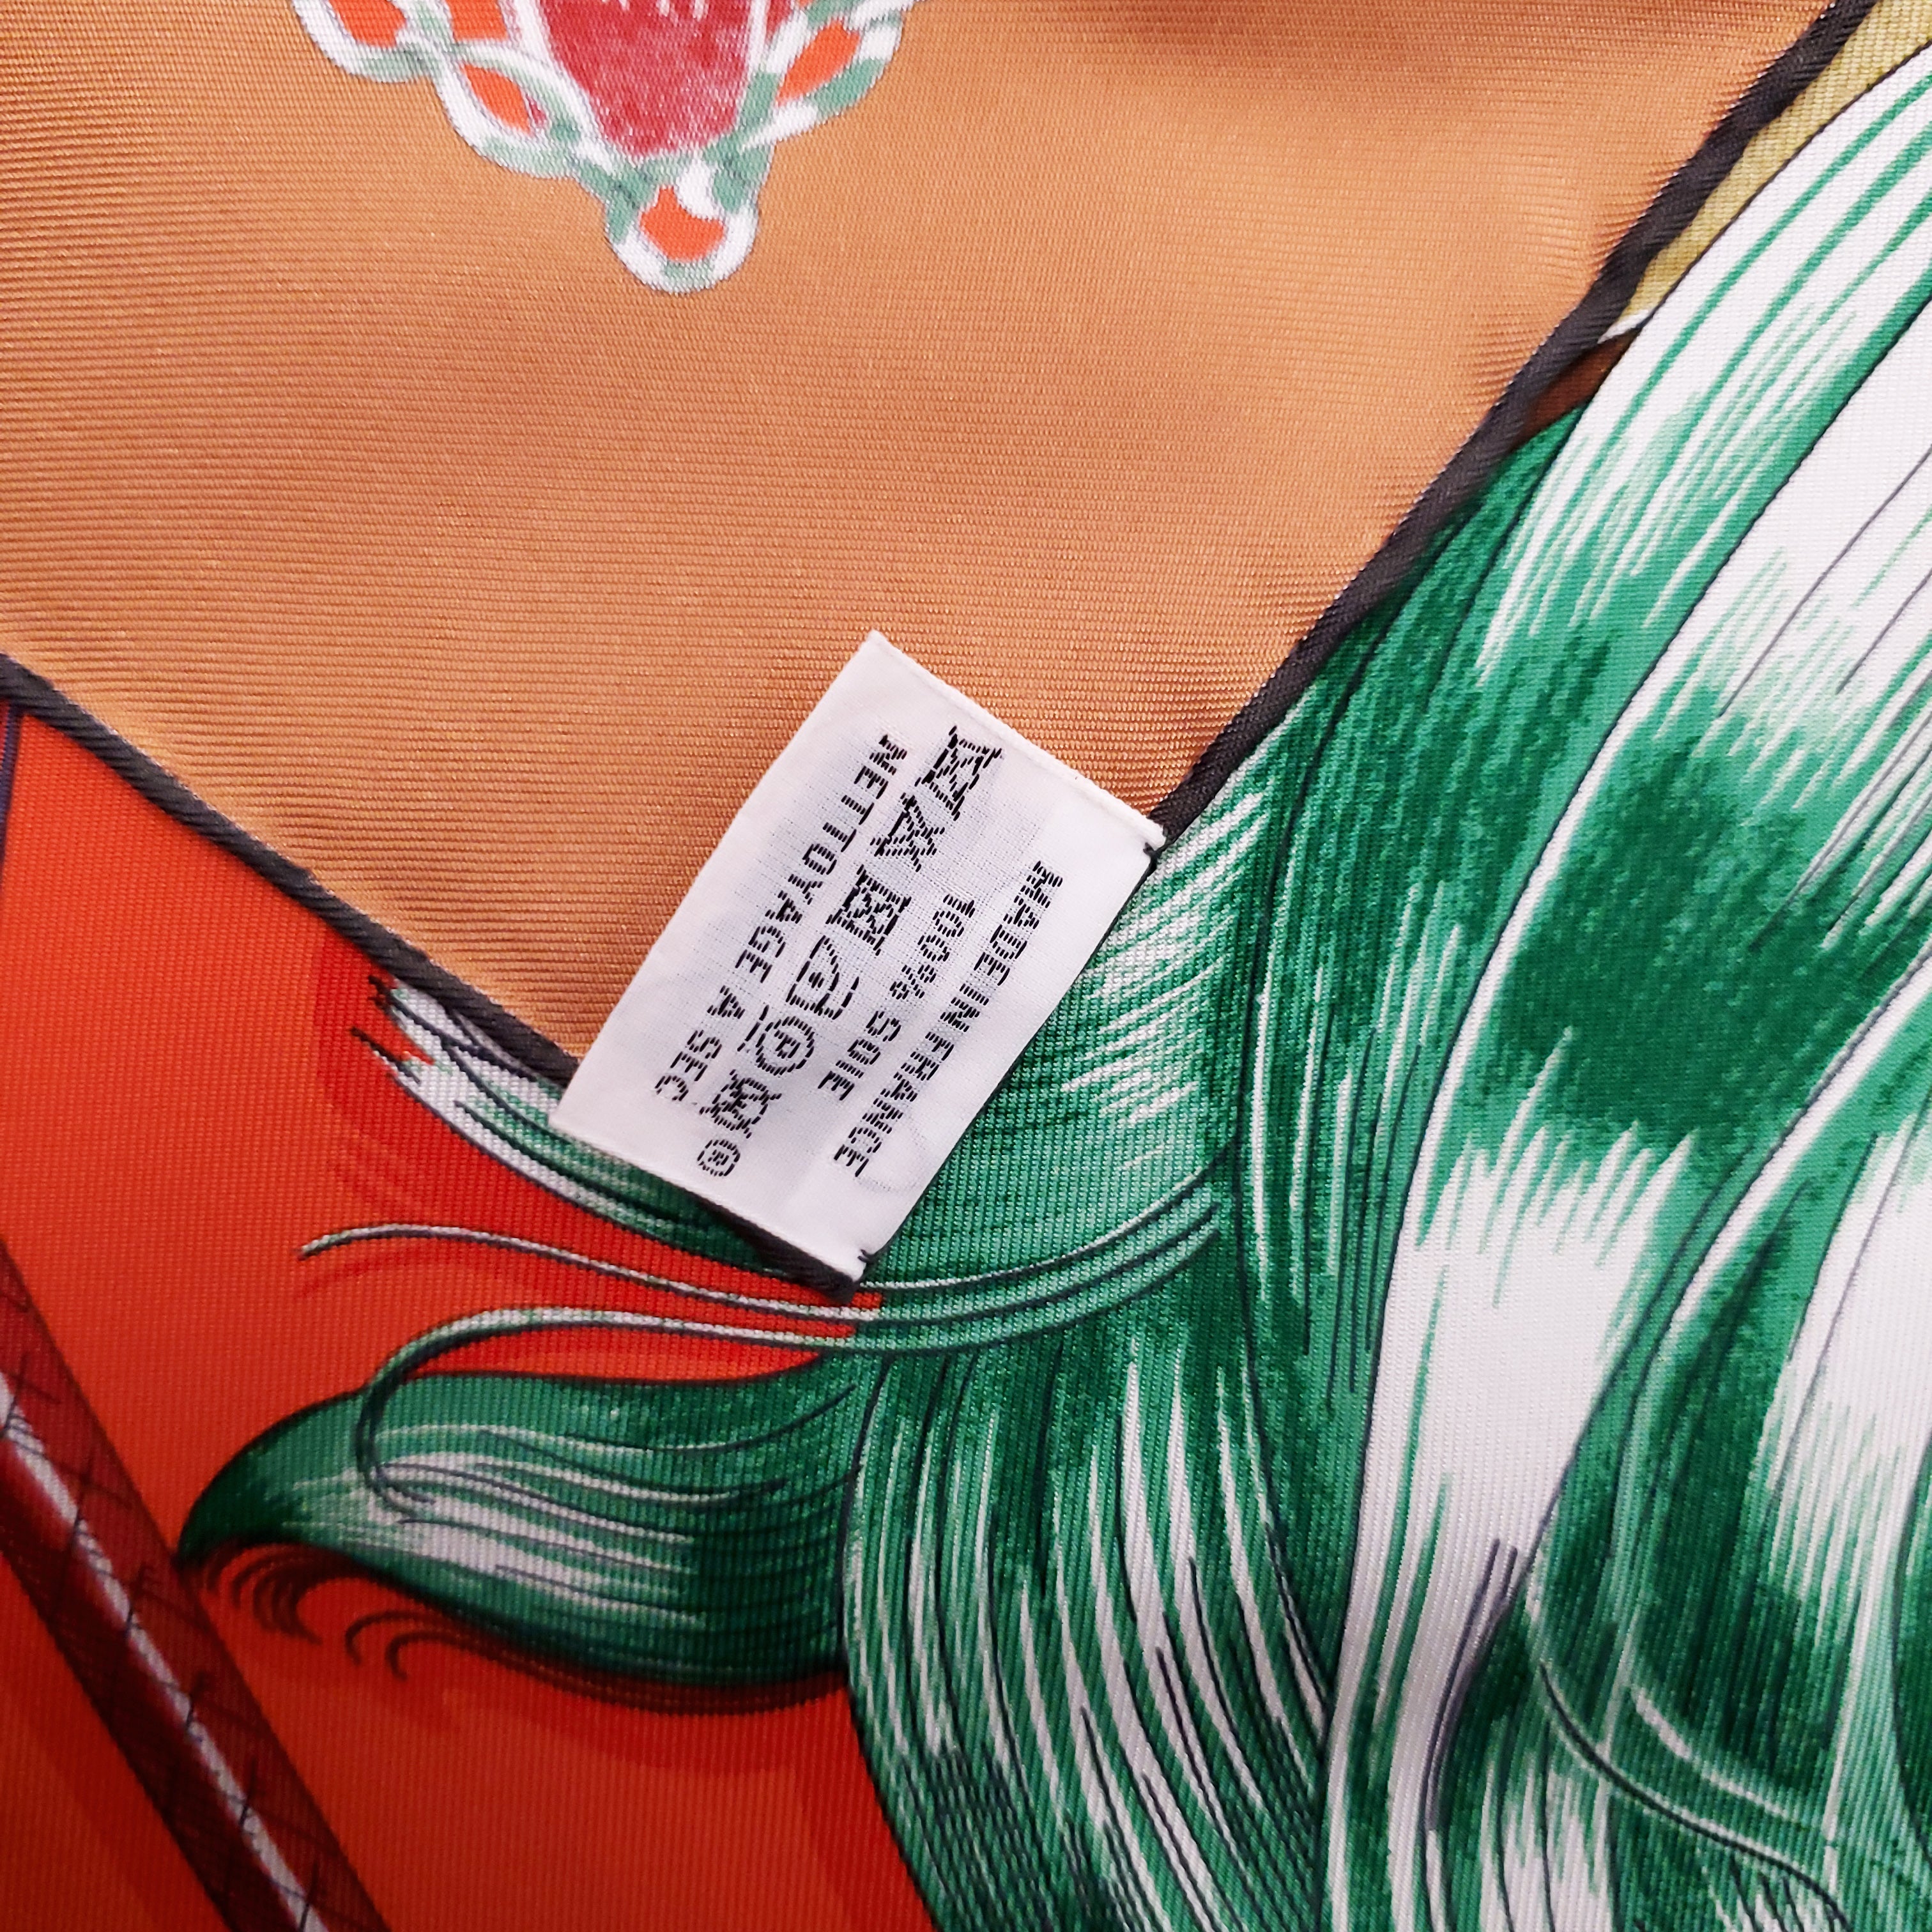 MADE IN FRANCE
100% SOIE
NETTOYAGE A SEC